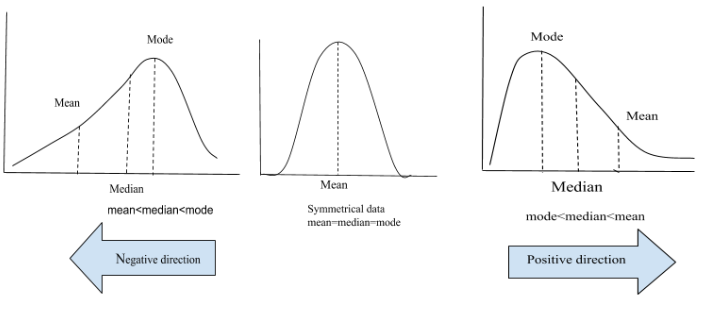 Mode
Mean
Median
mean<median<mode
Negative direction
Mean
Symmetrical data
mean=median=mode
Mode
Mean
Median
mode<median<mean
Positive direction